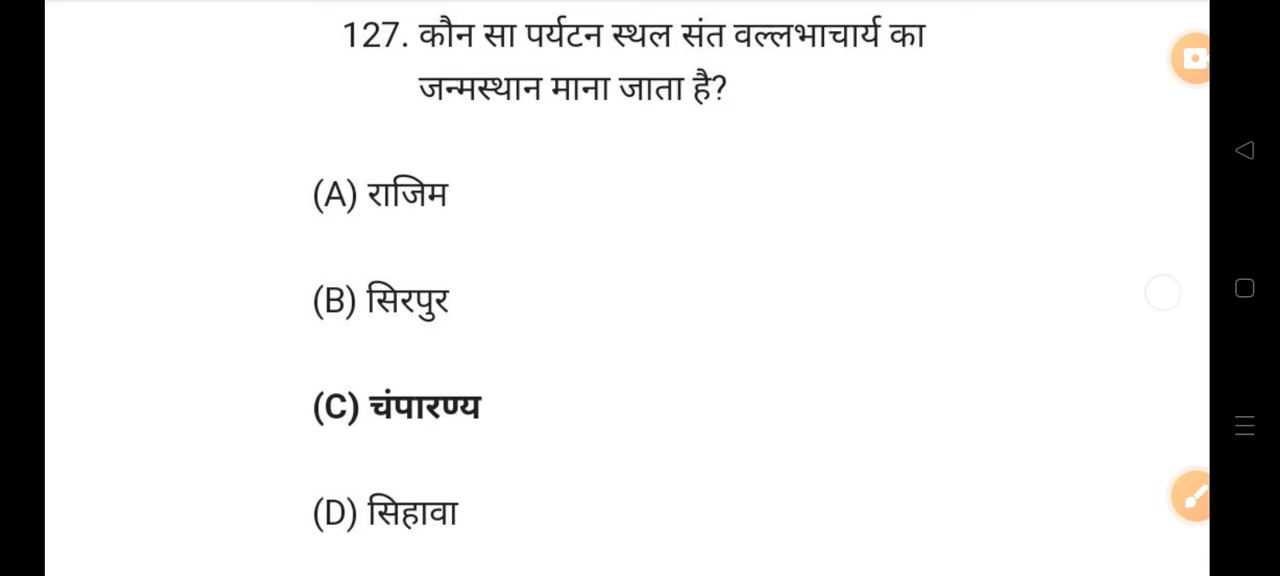 127. कौन सा पर्यटन स्थल संत वल्लभाचार्य का
जन्मस्थान माना जाता है?
(A) राजिम
(B) सिरपुर
(C) चंपारण्य
(D) सिहावा